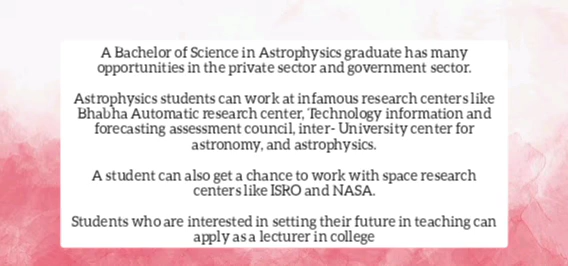 A Bachelor of Science in Astrophysics graduate has many
opportunities in the private sector and government sector.
Astrophysics students can work at infamous research centers like
Bhabha Automatic research center, Technology information and
forecasting assessment council, inter- University center for
astronomy, and astrophysics.
A student can also get a chance to work with space research
centers like ISRO and NASA.
Students who are interested in setting their future in teaching can
apply as a lecturer in college